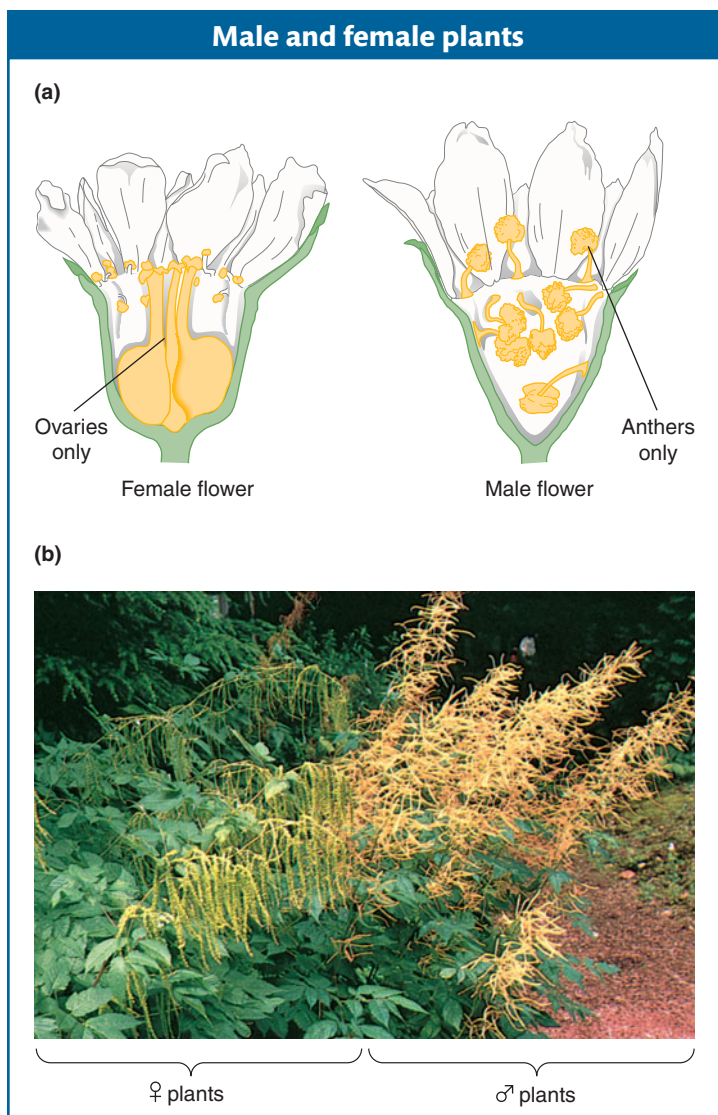 Male and female plants
(a)
Ovaries
only
Anthers
only
Female flower
Male flower
(b)
♀ plants
♂ plants